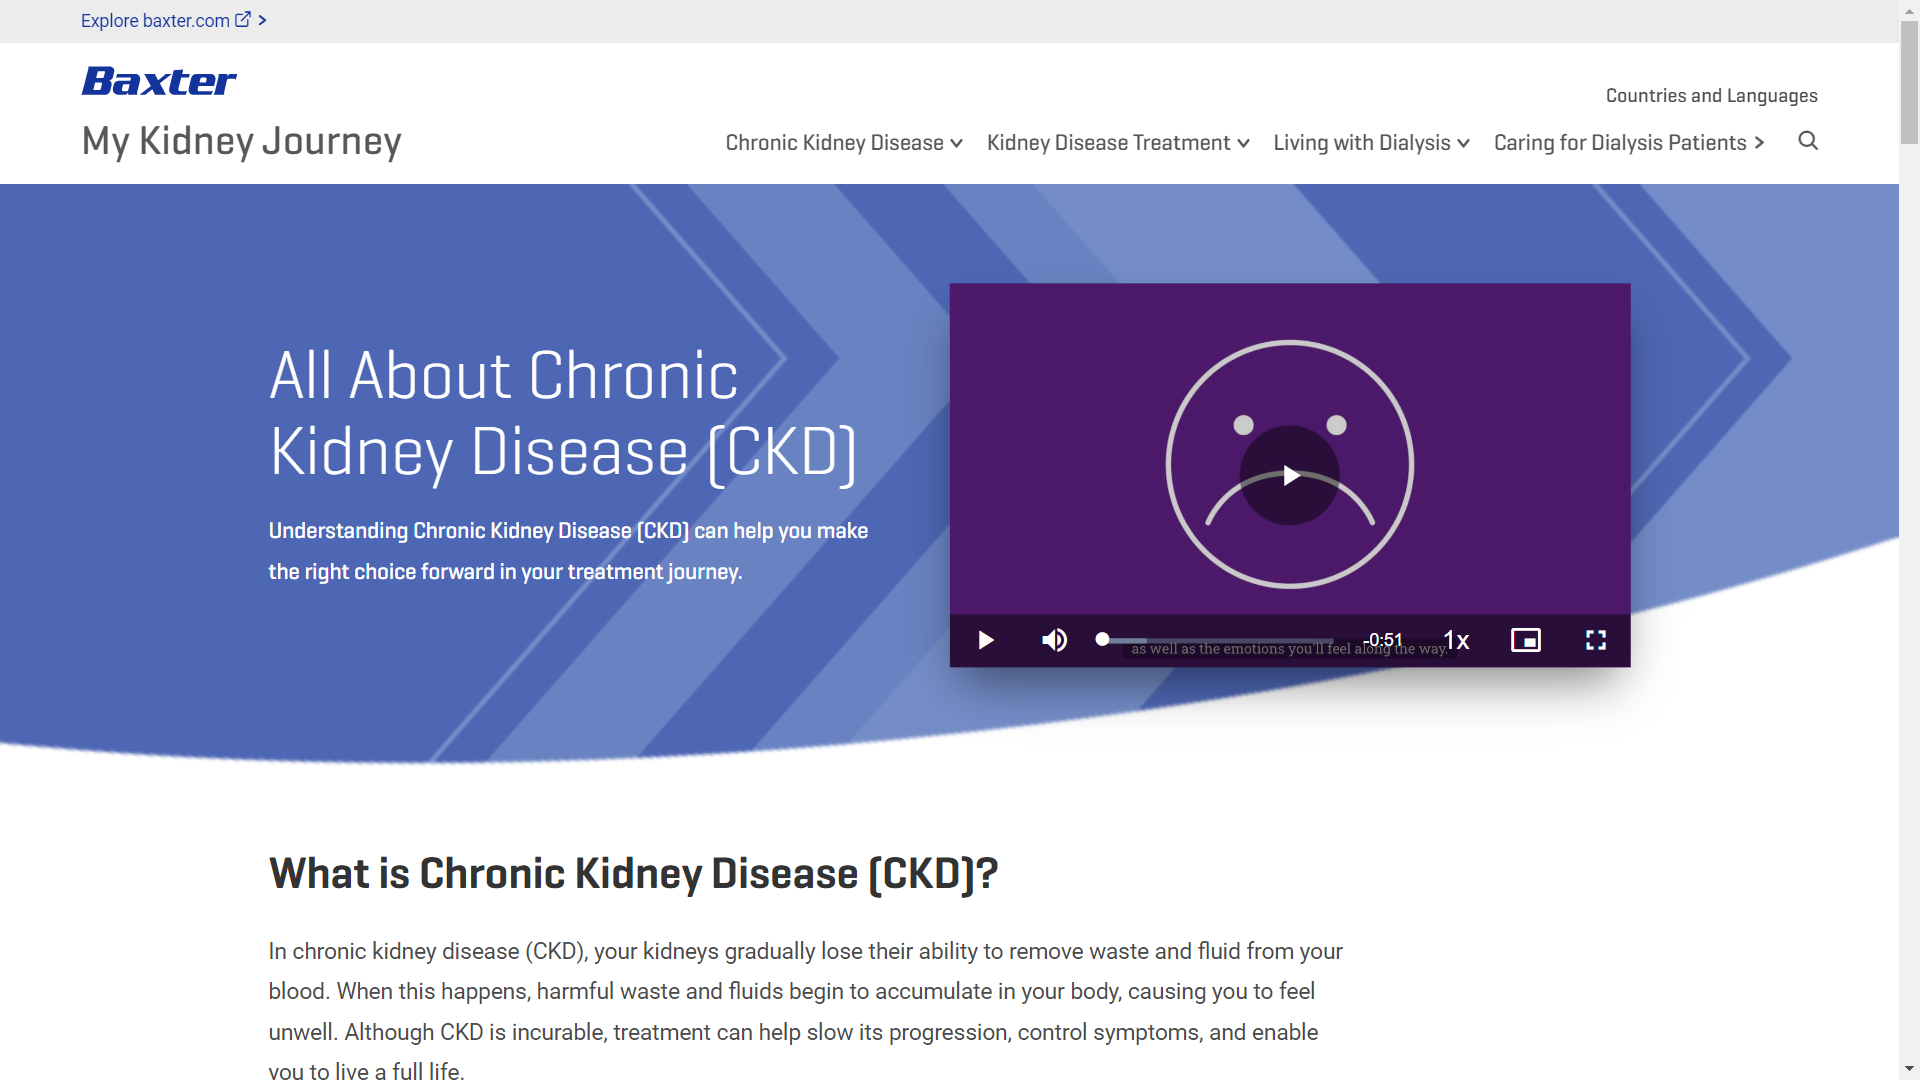 Explore baxter.com
Baxter
Countries and Languages
My Kidney Journey
Chronic Kidney Disease
Kidney Disease Treatment
Living with Dialysis
Caring for Dialysis Patients
All About Chronic
Kidney Disease (CKD)
Understanding Chronic Kidney Disease (CKD) can help you make
the right choice forward in your treatment journey.
-0:51
1x
as well as the emotions you'll feel along the way.
What is Chronic Kidney Disease (CKD)?
In chronic kidney disease (CKD), your kidneys gradually lose their ability to remove waste and fluid from your
blood. When this happens, harmful waste and fluids begin to accumulate in your body, causing you to feel
unwell. Although CKD is incurable, treatment can help slow its progression, control symptoms, and enable
you to live a full life.